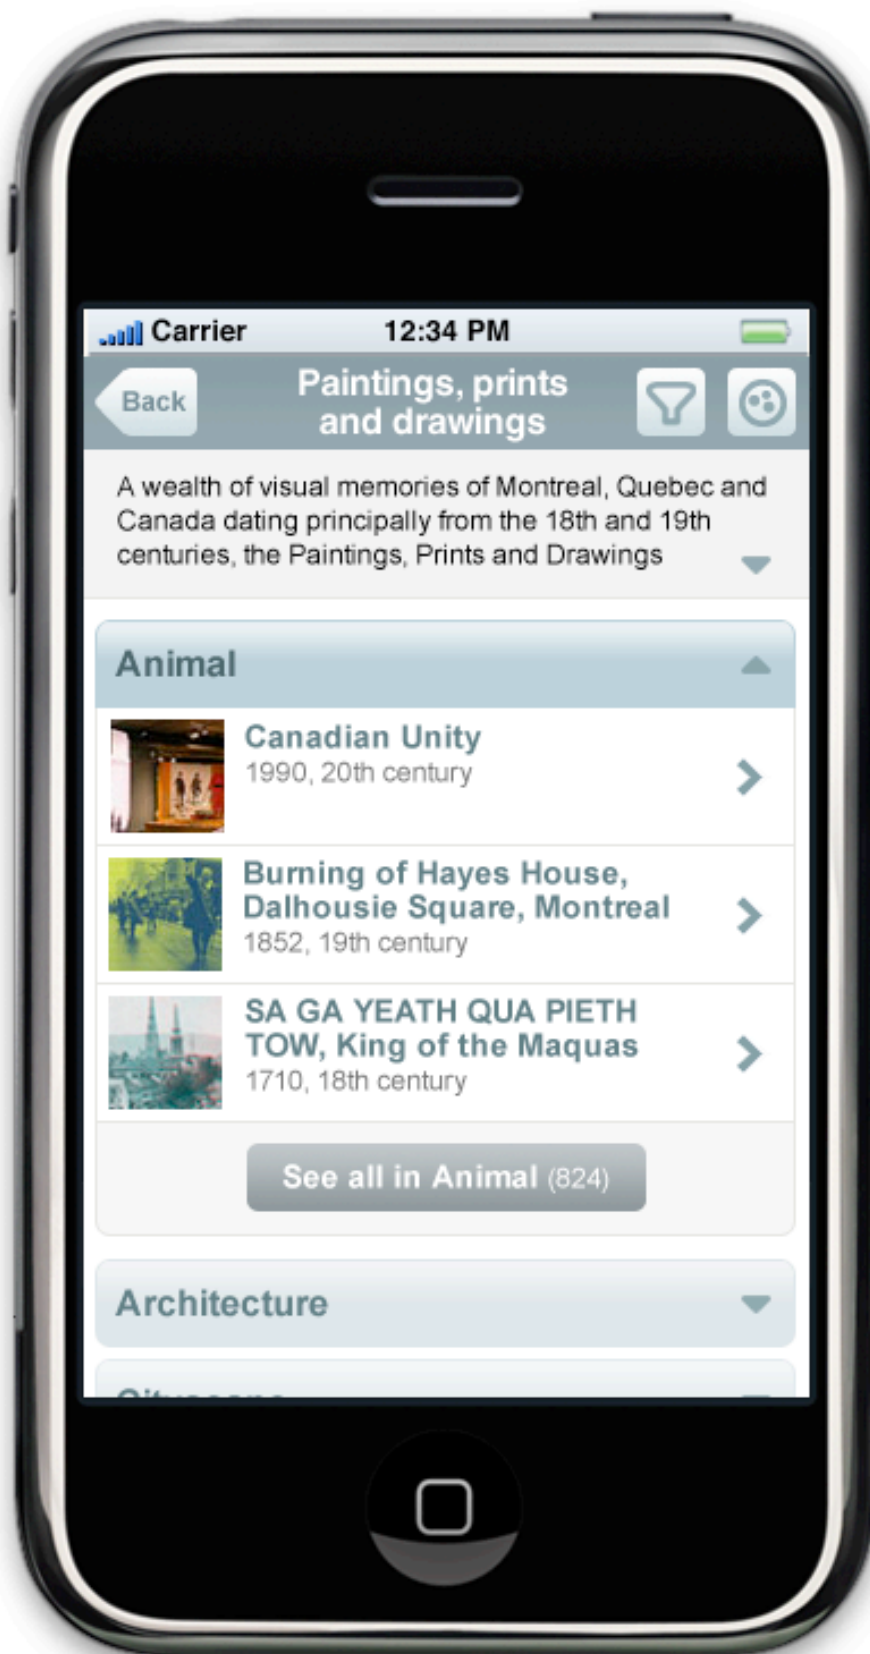 Carrier 12:34 PM
Back
Paintings, prints
and drawings
A wealth of visual memories of Montreal, Quebec and
Canada dating principally from the 18th and 19th
centuries, the Paintings, Prints and Drawings
Animal
Canadian Unity
1990, 20th century
Burning of Hayes House,
Dalhousie Square, Montreal
1852, 19th century
SA GA YEATH QUA PIETH
TOW, King of the Maquas
1710, 18th century
See all in Animal (824)
Architecture